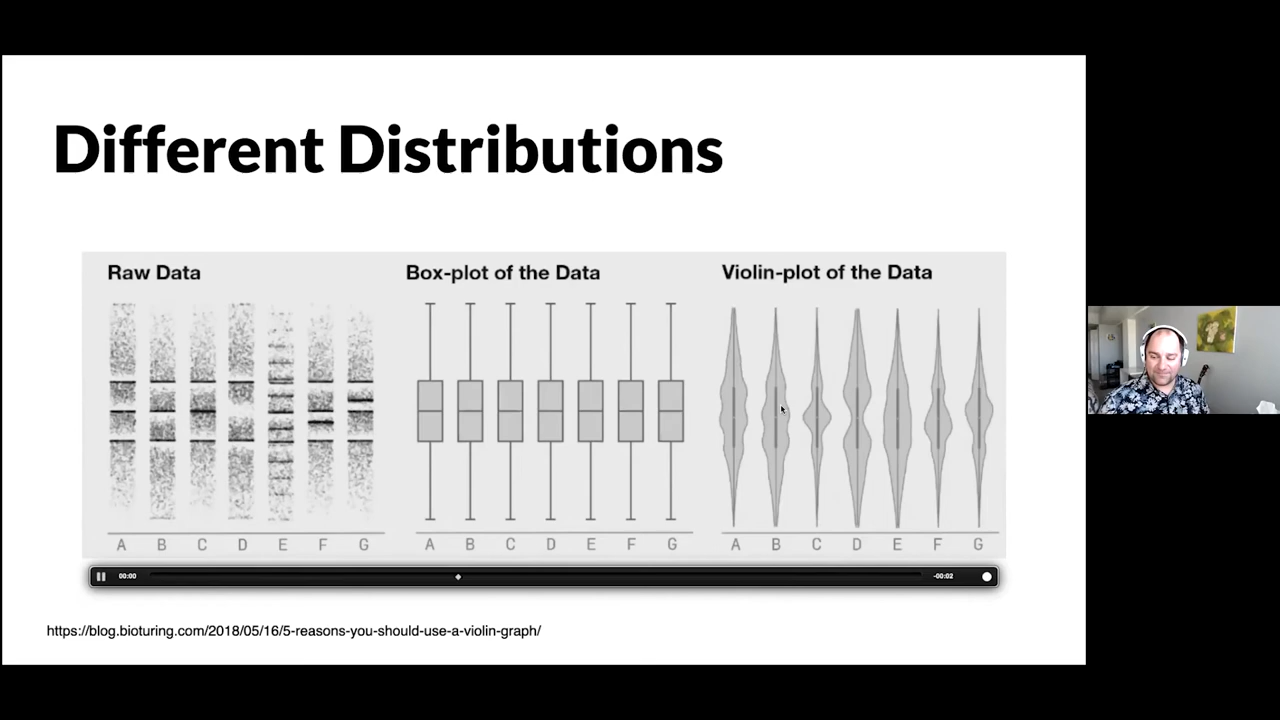 Different Distributions
Raw Data
Box-plot of the Data
Violin-plot of the Data
A B C D E F G
A B C D E F G
A B C D E F G
00:00
-00:02
https://blog.bioturing.com/2018/05/16/5-reasons-you-should-use-a-violin-graph/